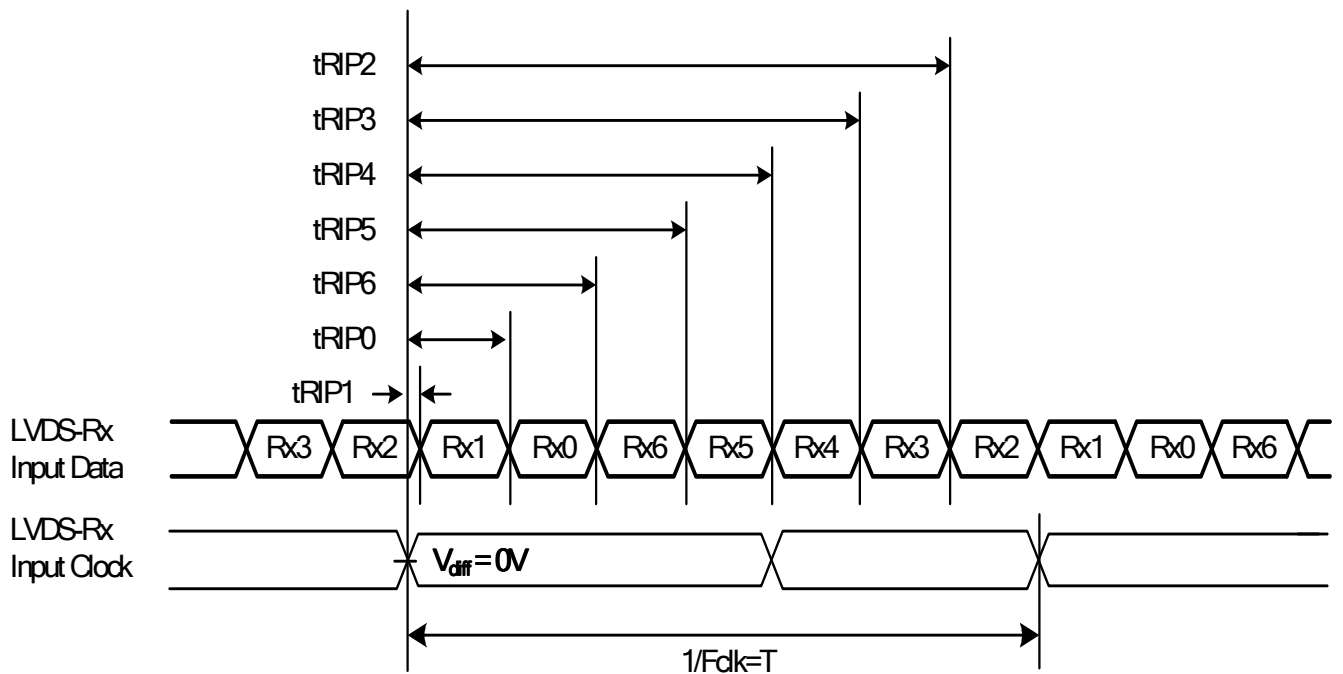 tRIP2
tRIP3
tRIP4
tRIP5
tRIP6
tRIP0
tRIP1
LVDS-Rx
Input Data
Rx3 Rx2 Rx1 Rx0 Rx6 Rx5 Rx4 Rx3 Rx2 Rx1 Rx0 Rx6
LVDS-Rx
Input Clock
Vdiff = 0V
1/Fclk=T